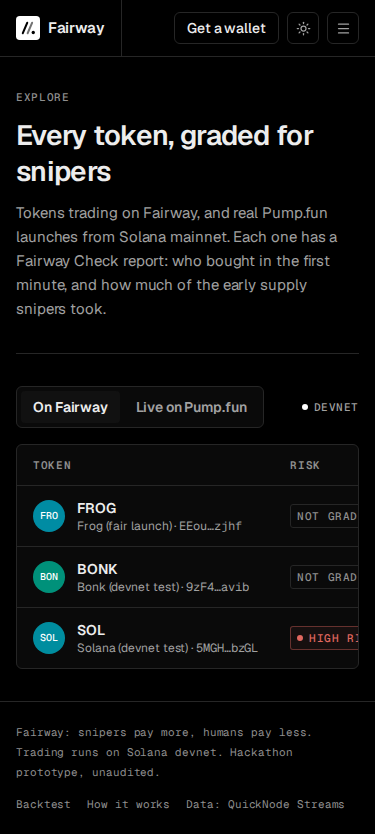 Fairway
Get a wallet
EXPLORE
Every token, graded for
snipers
Tokens trading on Fairway, and real Pump.fun
launches from Solana mainnet. Each one has a
Fairway Check report: who bought in the first
minute, and how much of the early supply
snipers took.
On Fairway Live on Pump.fun DEVNET
TOKEN RISK
FRO FROG NOT GRAD
Frog (fair launch) · EEou…zjhf
BON BONK NOT GRAD
Bonk (devnet test) · 9zF4…avib
SOL SOL HIGH RI
Solana (devnet test) · 5MGH…bzGL
Fairway: snipers pay more, humans pay less.
Trading runs on Solana devnet. Hackathon
prototype, unaudited.
Backtest How it works Data: QuickNode Streams